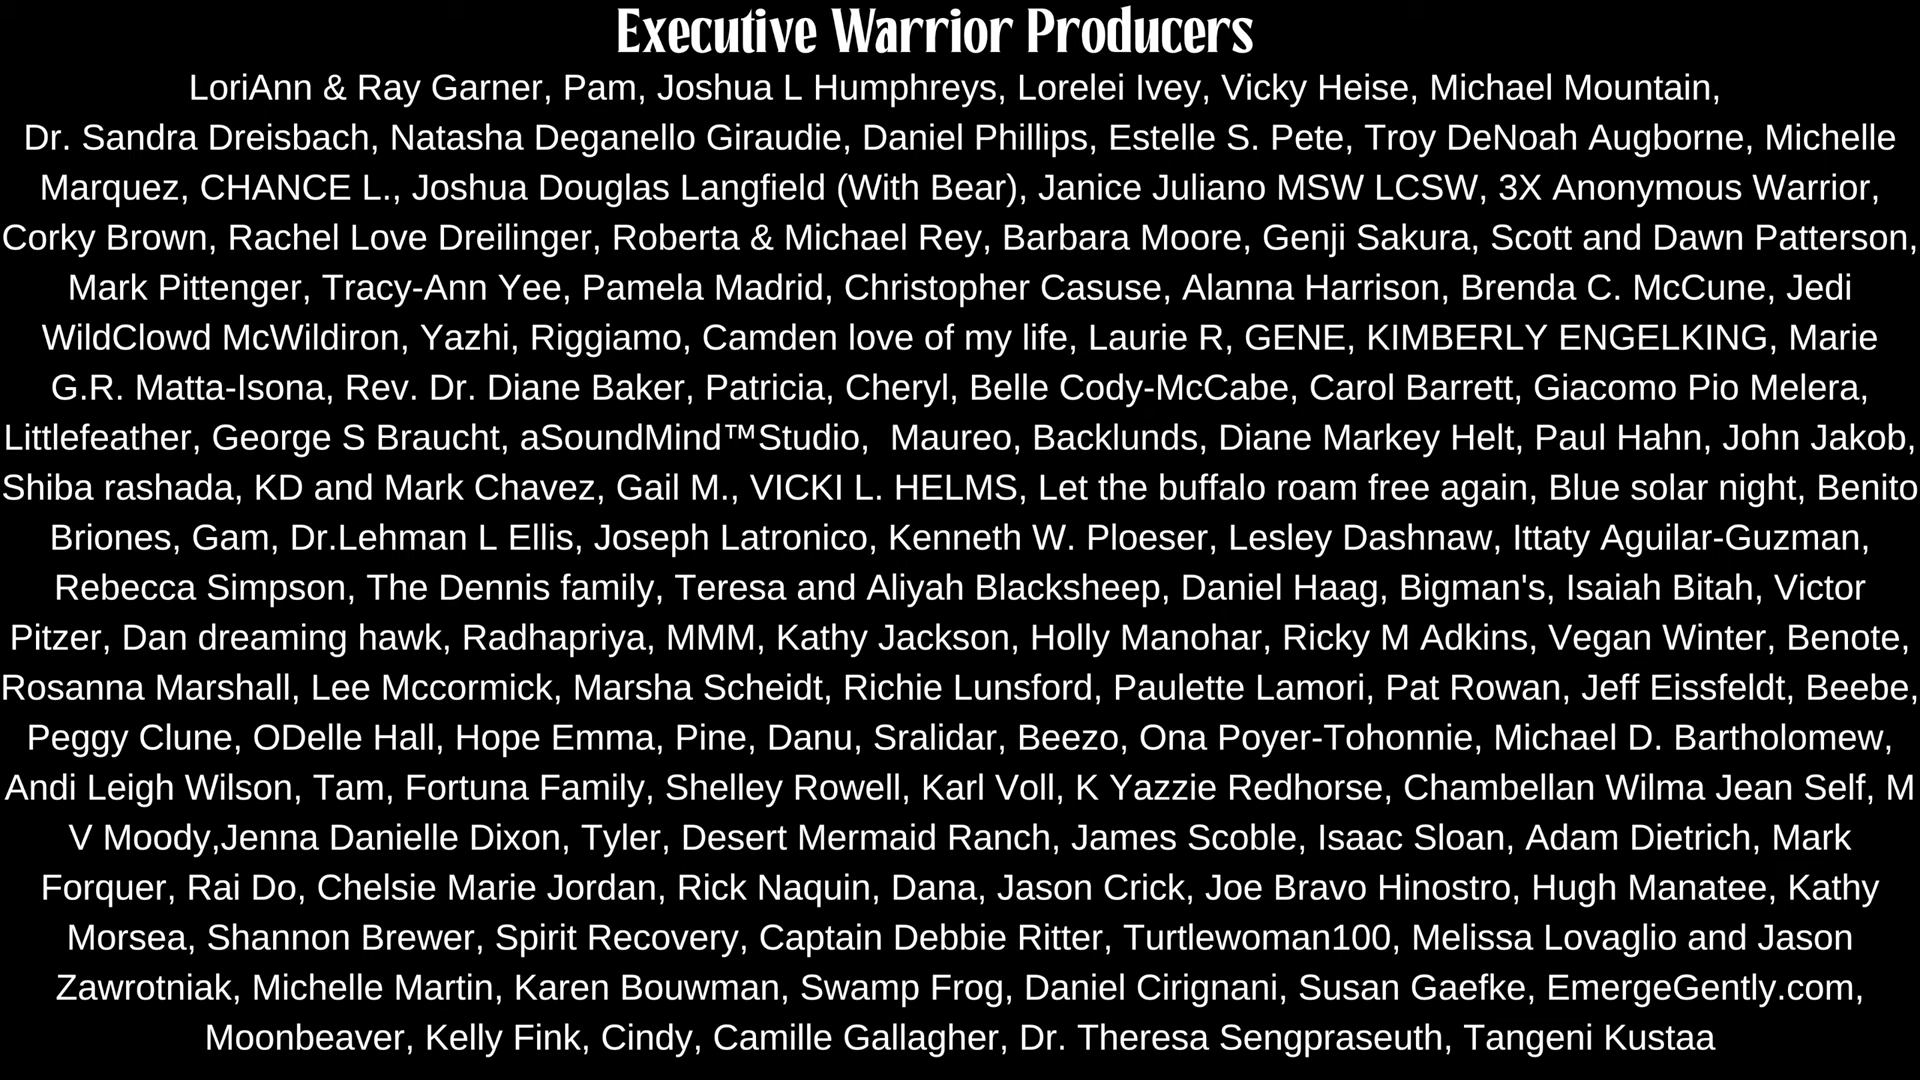 Executive Warrior Producers
LoriAnn & Ray Garner, Pam, Joshua L Humphreys, Lorelei Ivey, Vicky Heise, Michael Mountain,
Dr. Sandra Dreisbach, Natasha Deganello Giraudie, Daniel Phillips, Estelle S. Pete, Troy DeNoah Augborne, Michelle
Marquez, CHANCE L., Joshua Douglas Langfield (With Bear), Janice Juliano MSW LCSW, 3X Anonymous Warrior,
Corky Brown, Rachel Love Dreilinger, Roberta & Michael Rey, Barbara Moore, Genji Sakura, Scott and Dawn Patterson,
Mark Pittenger, Tracy-Ann Yee, Pamela Madrid, Christopher Casuse, Alanna Harrison, Brenda C. McCune, Jedi
WildClowd McWildiron, Yazhi, Riggiamo, Camden love of my life, Laurie R, GENE, KIMBERLY ENGELKING, Marie
G.R. Matta-Isona, Rev. Dr. Diane Baker, Patricia, Cheryl, Belle Cody-McCabe, Carol Barrett, Giacomo Pio Melera,
Littlefeather, George S Braucht, aSoundMind™Studio,  Maureo, Backlunds, Diane Markey Helt, Paul Hahn, John Jakob,
Shiba rashada, KD and Mark Chavez, Gail M., VICKI L. HELMS, Let the buffalo roam free again, Blue solar night, Benito
Briones, Gam, Dr.Lehman L Ellis, Joseph Latronico, Kenneth W. Ploeser, Lesley Dashnaw, Ittaty Aguilar-Guzman,
Rebecca Simpson, The Dennis family, Teresa and Aliyah Blacksheep, Daniel Haag, Bigman's, Isaiah Bitah, Victor
Pitzer, Dan dreaming hawk, Radhapriya, MMM, Kathy Jackson, Holly Manohar, Ricky M Adkins, Vegan Winter, Benote,
Rosanna Marshall, Lee Mccormick, Marsha Scheidt, Richie Lunsford, Paulette Lamori, Pat Rowan, Jeff Eissfeldt, Beebe,
Peggy Clune, ODelle Hall, Hope Emma, Pine, Danu, Sralidar, Beezo, Ona Poyer-Tohonnie, Michael D. Bartholomew,
Andi Leigh Wilson, Tam, Fortuna Family, Shelley Rowell, Karl Voll, K Yazzie Redhorse, Chambellan Wilma Jean Self, M
V Moody,Jenna Danielle Dixon, Tyler, Desert Mermaid Ranch, James Scoble, Isaac Sloan, Adam Dietrich, Mark
Forquer, Rai Do, Chelsie Marie Jordan, Rick Naquin, Dana, Jason Crick, Joe Bravo Hinostro, Hugh Manatee, Kathy
Morsea, Shannon Brewer, Spirit Recovery, Captain Debbie Ritter, Turtlewoman100, Melissa Lovaglio and Jason
Zawrotniak, Michelle Martin, Karen Bouwman, Swamp Frog, Daniel Cirignani, Susan Gaefke, EmergeGently.com,
Moonbeaver, Kelly Fink, Cindy, Camille Gallagher, Dr. Theresa Sengpraseuth, Tangeni Kustaa